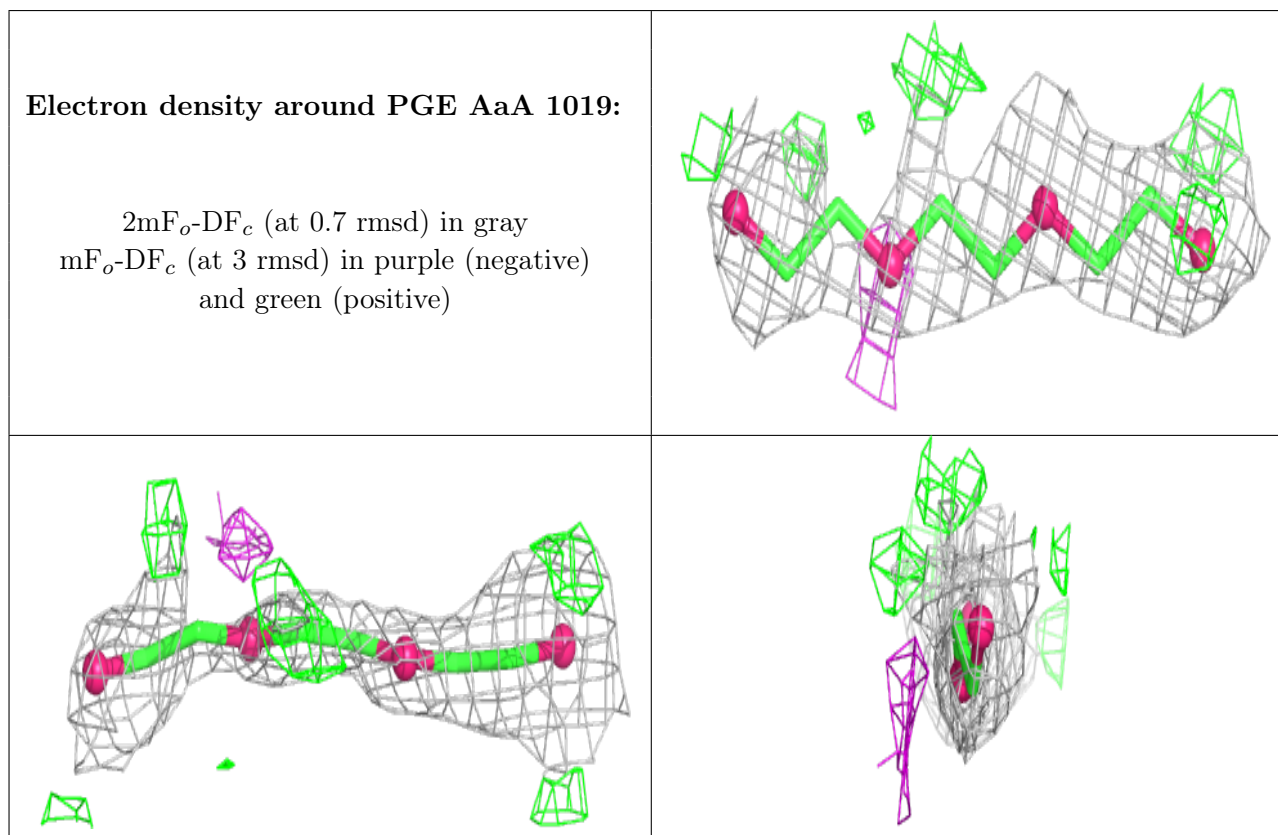 Electron density around PGE AaA 1019:
2mFo-DFc (at 0.7 rmsd) in gray
mFo-DFc (at 3 rmsd) in purple (negative)
and green (positive)